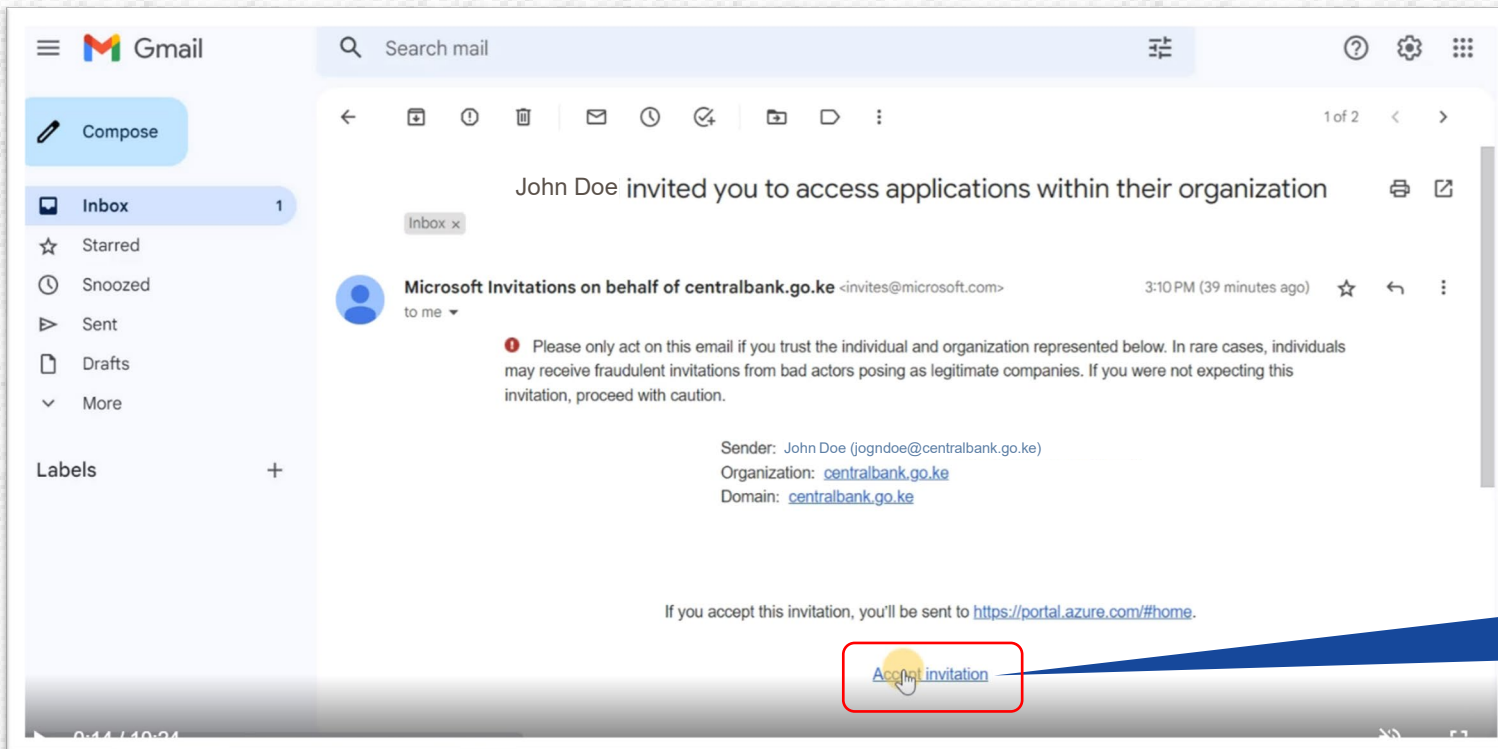 Gmail
Search mail
Compose
1 of 2
Inbox 1
Starred
Snoozed
Sent
Drafts
More
Labels
John Doe invited you to access applications within their organization
Inbox x
Microsoft Invitations on behalf of centralbank.go.ke <invites@microsoft.com>
3:10 PM (39 minutes ago)
to me
Please only act on this email if you trust the individual and organization represented below. In rare cases, individuals
may receive fraudulent invitations from bad actors posing as legitimate companies. If you were not expecting this
invitation, proceed with caution.
Sender: John Doe (jogndoe@centralbank.go.ke)
Organization: centralbank.go.ke
Domain: centralbank.go.ke
If you accept this invitation, you'll be sent to https://portal.azure.com/#home.
Accept invitation